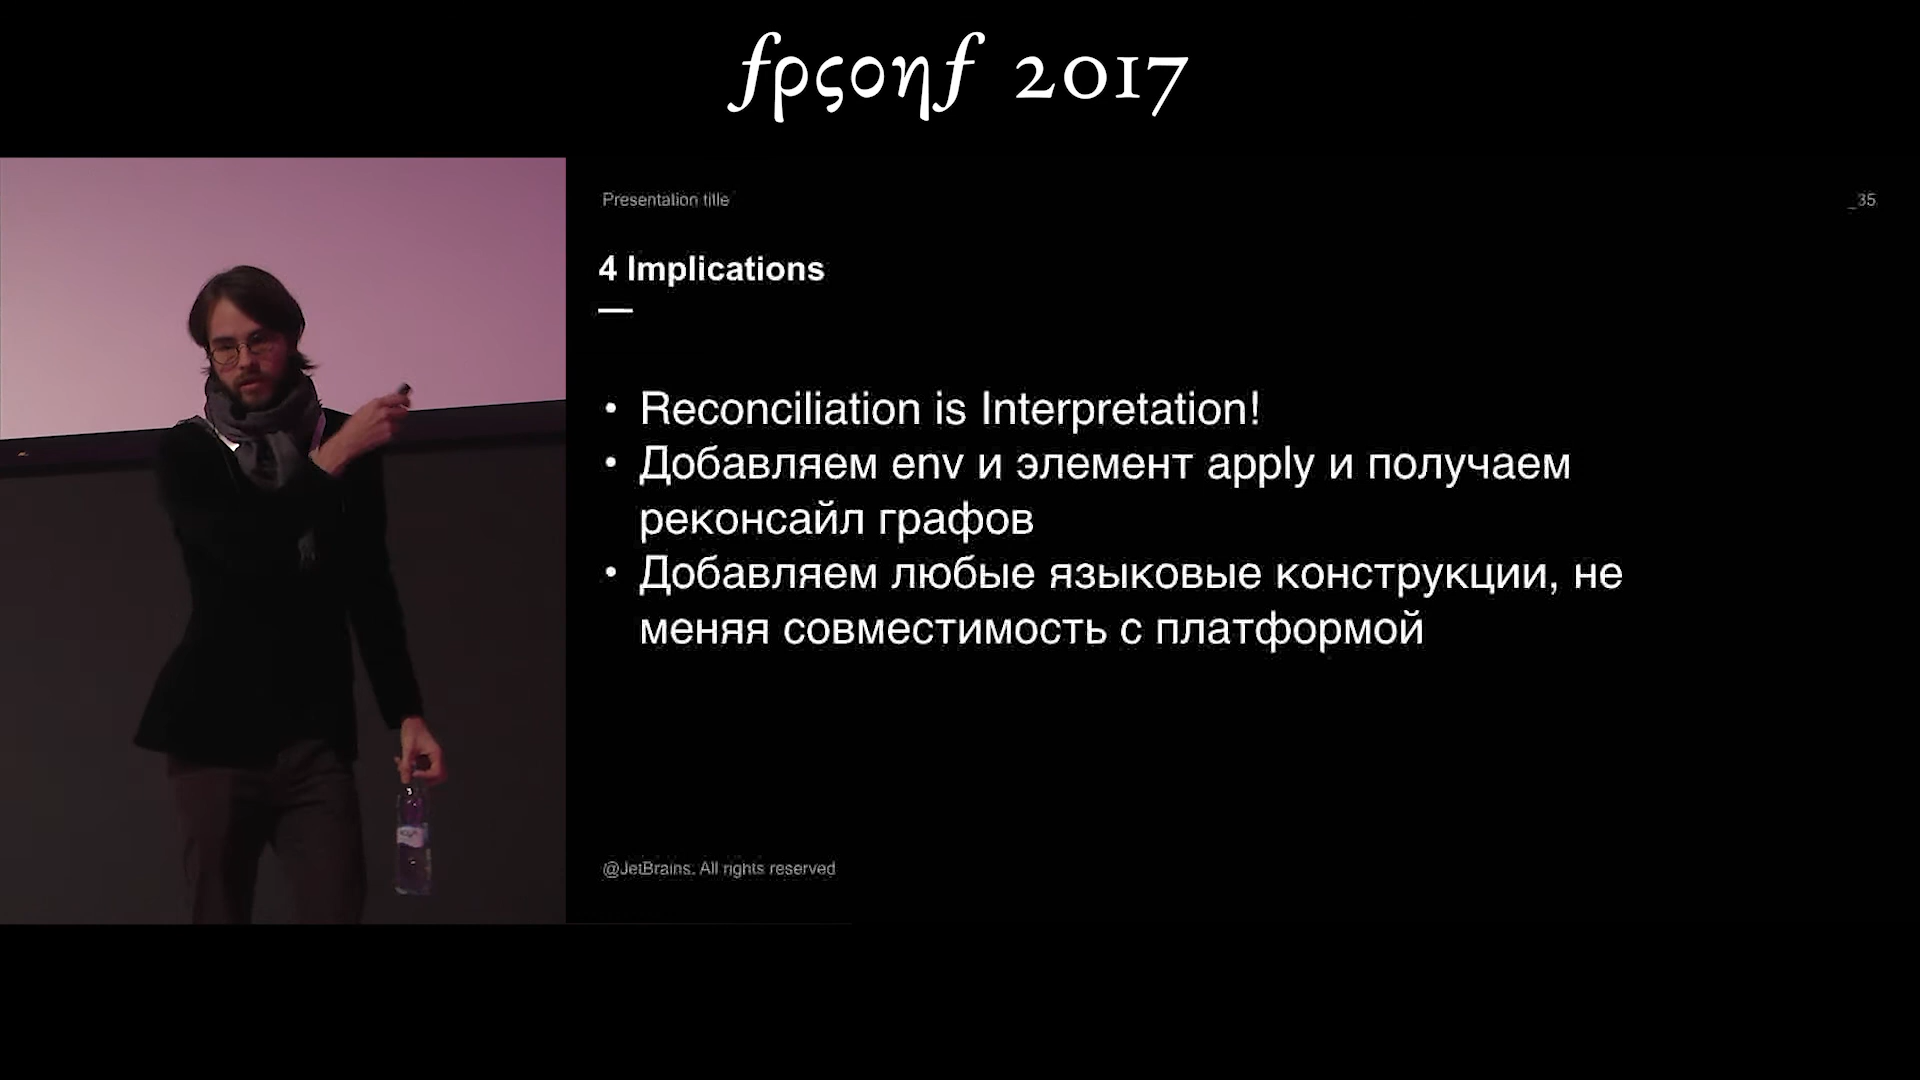 fρςοηf 2017
Presentation title
_35
4 Implications
• Reconciliation is Interpretation!
• Добавляем env и элемент apply и получаем
реконсайл графов
• Добавляем любые языковые конструкции, не
меняя совместимость с платформой
@JetBrains. All rights reserved